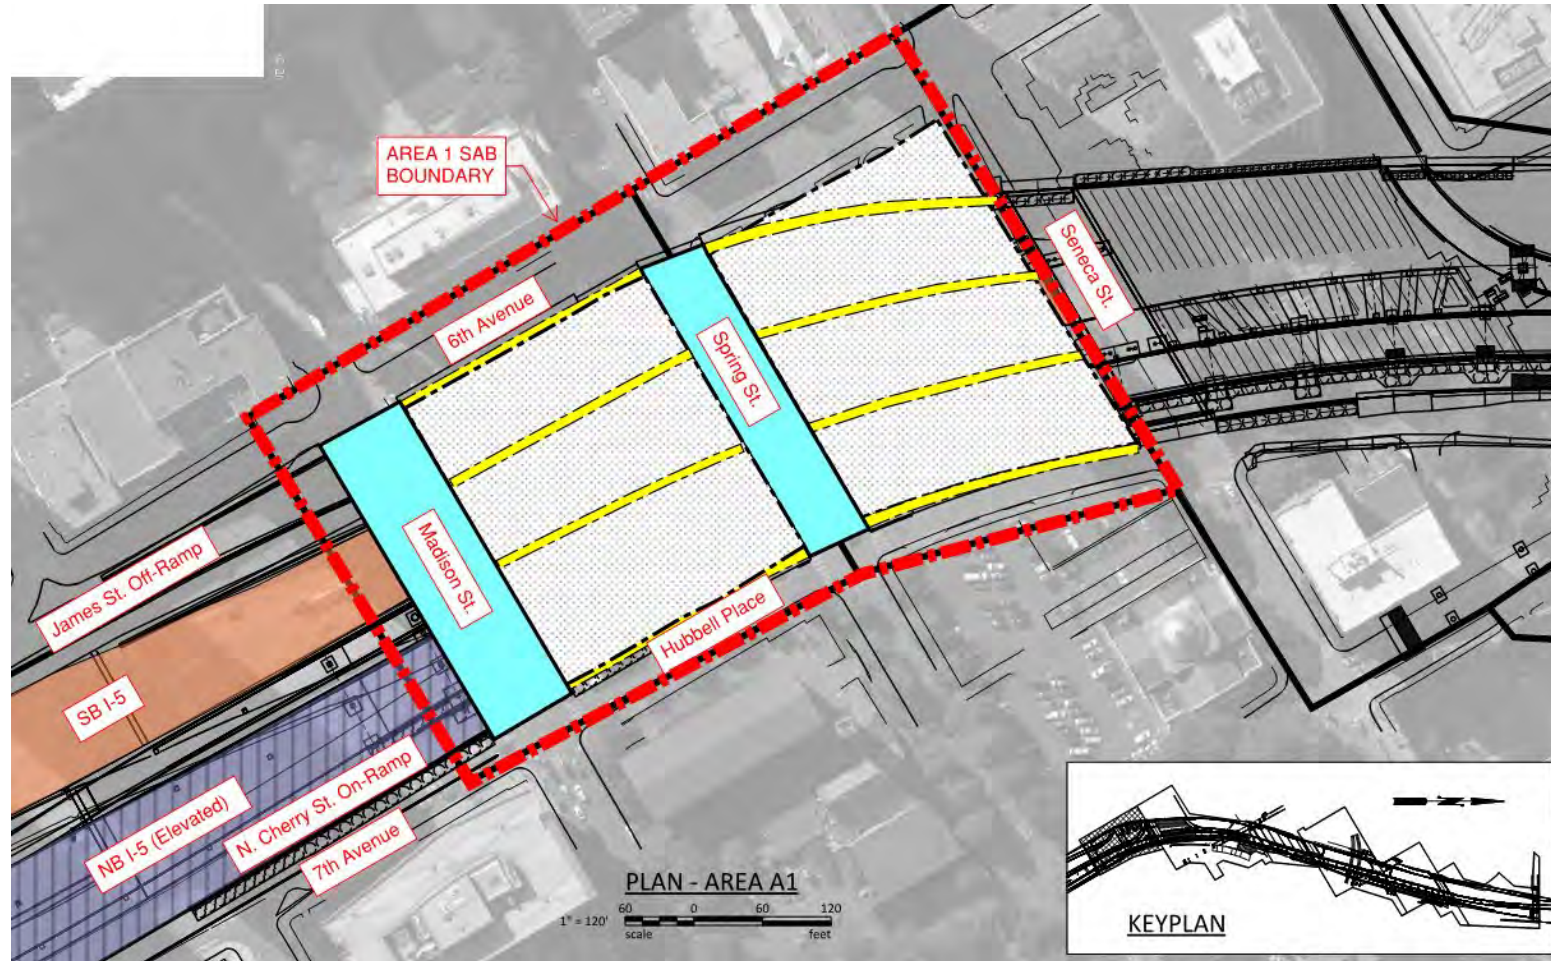 AREA 1 SAB
BOUNDARY
6th Avenue
Seneca St.
Spring St.
Madison St.
James St. Off-Ramp
Hubbell Place
SB I-5
NB I-5 (Elevated)
N. Cherry St. On-Ramp
7th Avenue
PLAN - AREA A1
1" = 120'
60 0 60 120
scale feet
N
KEYPLAN